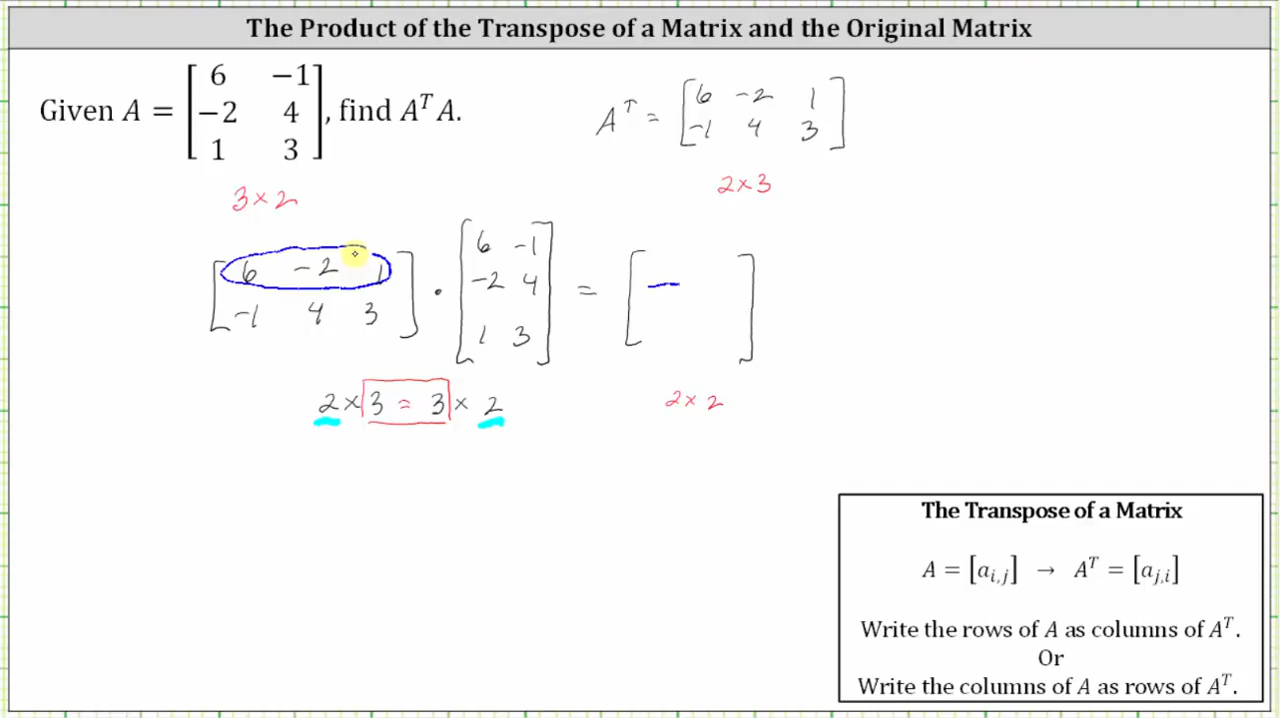 The Product of the Transpose of a Matrix and the Original Matrix
Given A = [6 −1; −2 4; 1 3], find AᵀA.
3 × 2
Aᵀ = [6 −2 1; −1 4 3]
2 × 3
[6 −2 1; −1 4 3] · [6 −1; −2 4; 1 3] = [ ]
2 × 3 = 3 × 2
2 × 2
The Transpose of a Matrix
A = [aᵢ,ⱼ] → Aᵀ = [aⱼ,ᵢ]
Write the rows of A as columns of Aᵀ.
Or
Write the columns of A as rows of Aᵀ.